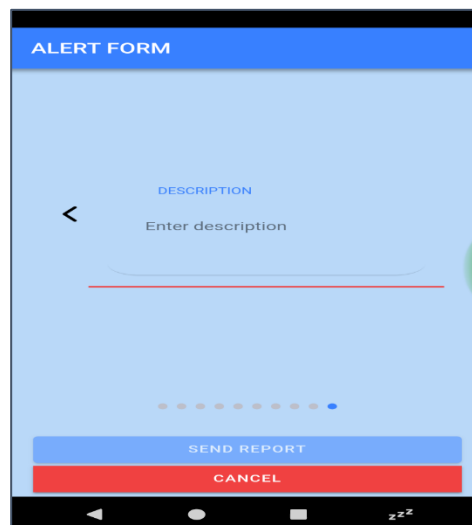 ALERT FORM
DESCRIPTION
Enter description
SEND REPORT
CANCEL
zzz